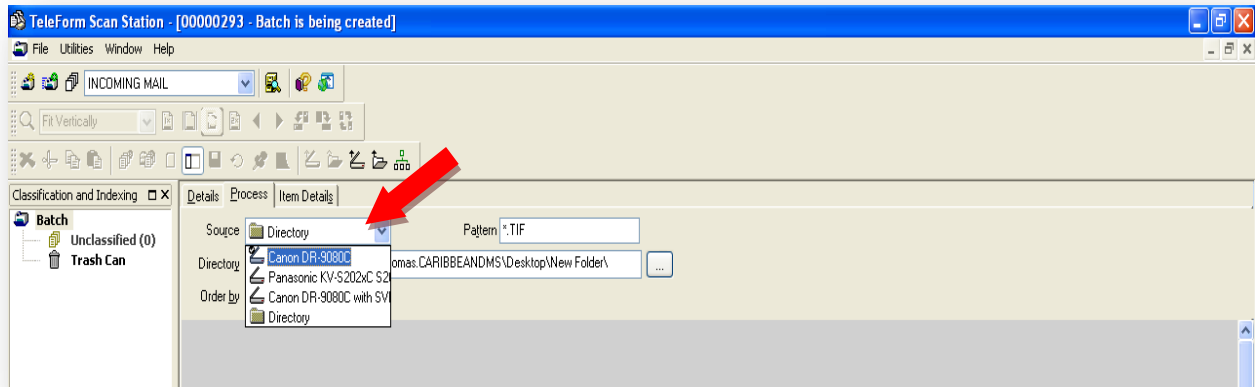 TeleForm Scan Station - [00000293 - Batch is being created]
File Utilities Window Help
INCOMING MAIL
Fit Vertically
Classification and Indexing
Details Process Item Details
Batch
Unclassified (0)
Trash Can
Source Directory Pattern *.TIF
Directory omas.CARIBBEANDMS\Desktop\New Folder\ ...
Order by
Canon DR-9080C
Panasonic KV-S202xC S20
Canon DR-9080C with SVI
Directory